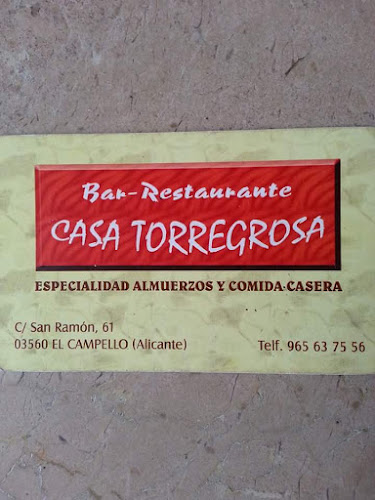 Bar-Restaurante
CASA TORREGROSA
ESPECIALIDAD ALMUERZOS Y COMIDA-CASERA
C/ San Ramón, 61
03560 EL CAMPELLO (Alicante)
Telf. 965 63 75 56